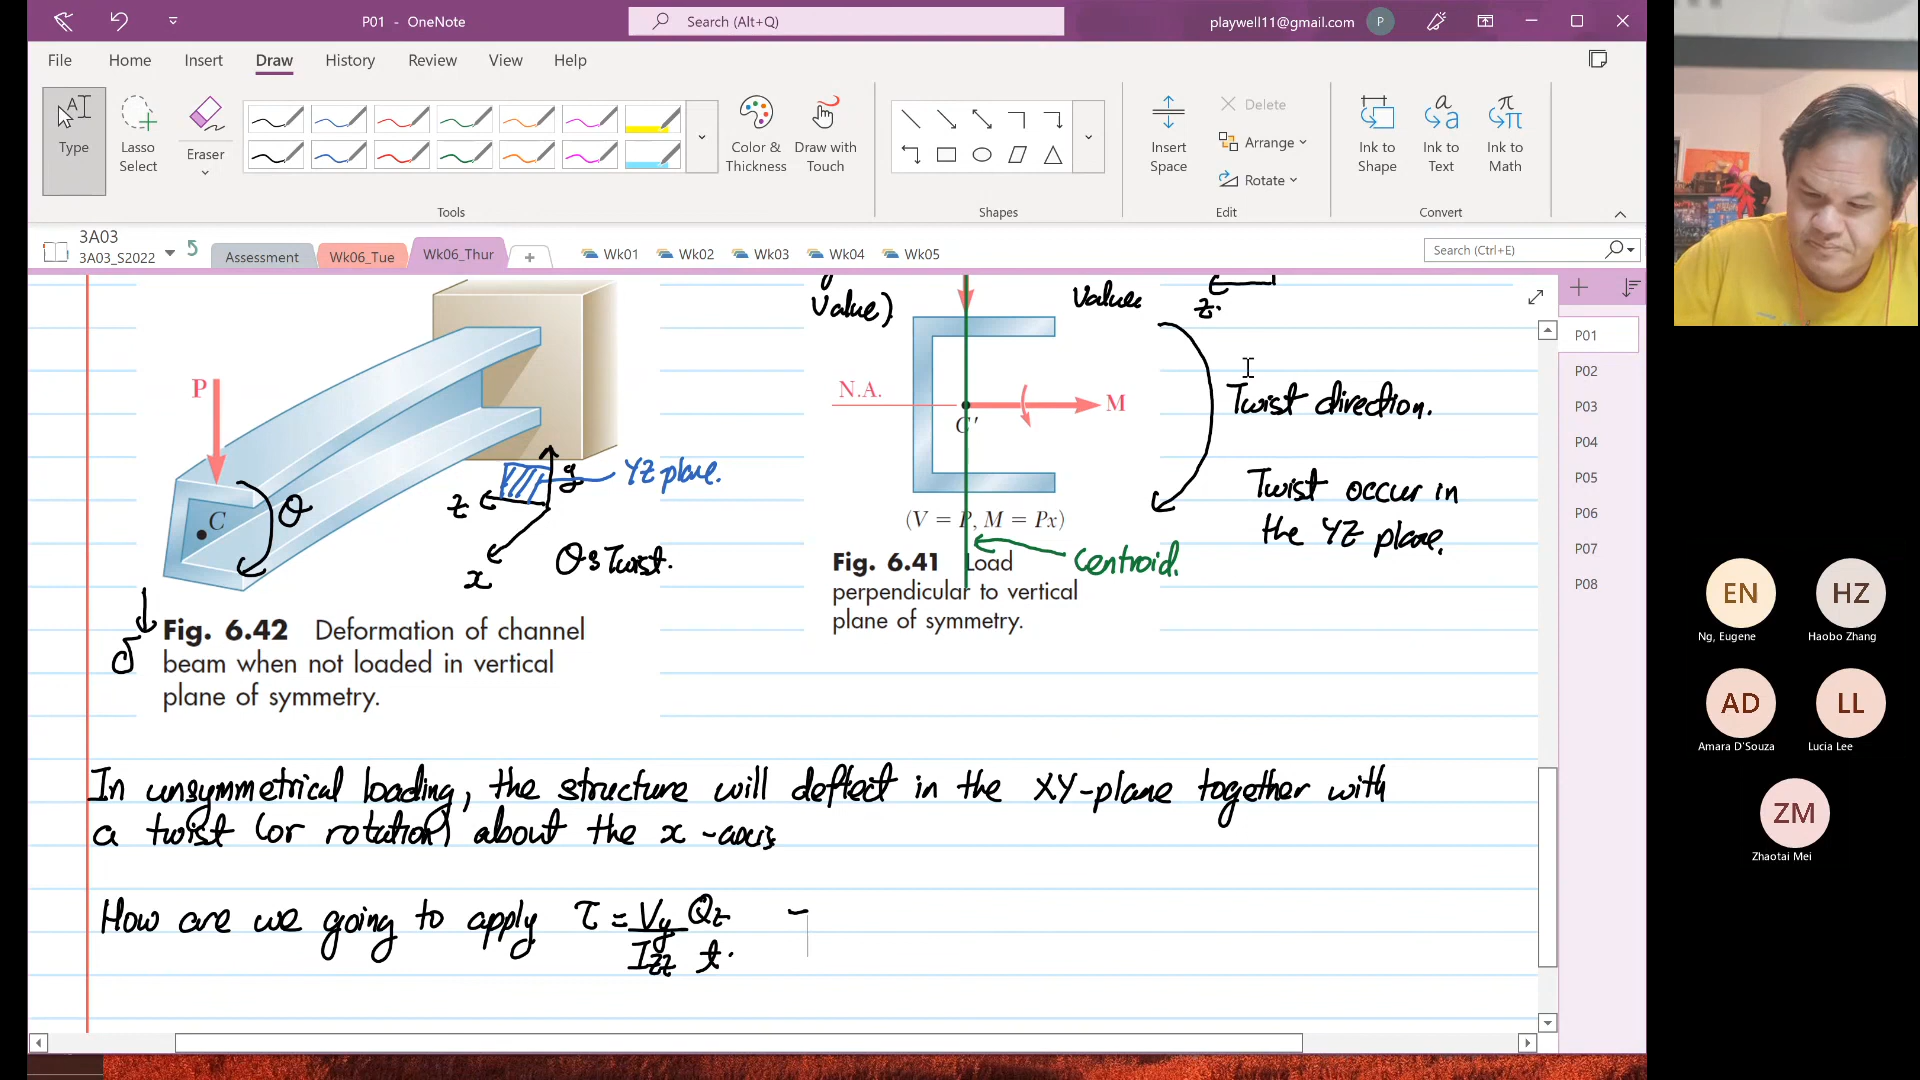 P01 - OneNote
Search (Alt+Q)
playwell11@gmail.com
P
File Home Insert Draw History Review View Help
Type
Lasso Select
Eraser
Color & Thickness
Draw with Touch
Insert Space
Delete
Arrange
Rotate
Ink to Shape
Ink to Text
Ink to Math
Tools
Shapes
Edit
Convert
3A03
3A03_S2022
Assessment
Wk06_Tue
Wk06_Thur
Wk01
Wk02
Wk03
Wk04
Wk05
Search (Ctrl+E)
P01
P02
P03
P04
P05
P06
P07
P08
P
C
θ
z
y
x
YZ plane.
θs Twist.
δ
Fig. 6.42 Deformation of channel
beam when not loaded in vertical
plane of symmetry.
Value)
Values
z.
N.A.
C'
M
(V = P, M = Px)
centroid.
Fig. 6.41 Load
perpendicular to vertical
plane of symmetry.
Twist direction.
Twist occur in
the YZ plane.
In unsymmetrical loading, the structure will deflect in the XY-plane together with
a twist (or rotation) about the x-axis
How are we going to apply τ = Vy Qz
Izz t.
EN
Ng, Eugene
HZ
Haobo Zhang
AD
Amara D'Souza
LL
Lucia Lee
ZM
Zhaotai Mei